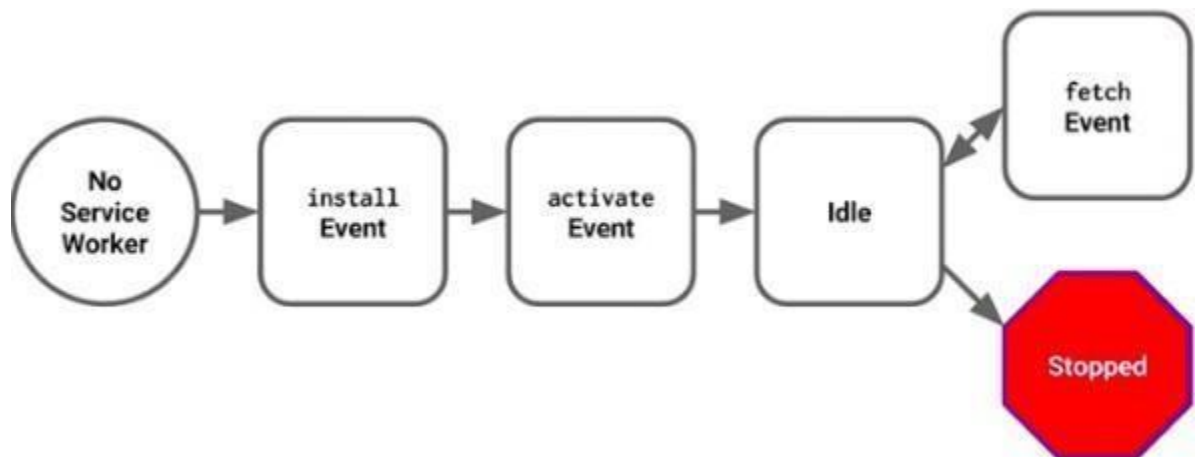 No
Service
Worker
install
Event
activate
Event
Idle
fetch
Event
Stopped